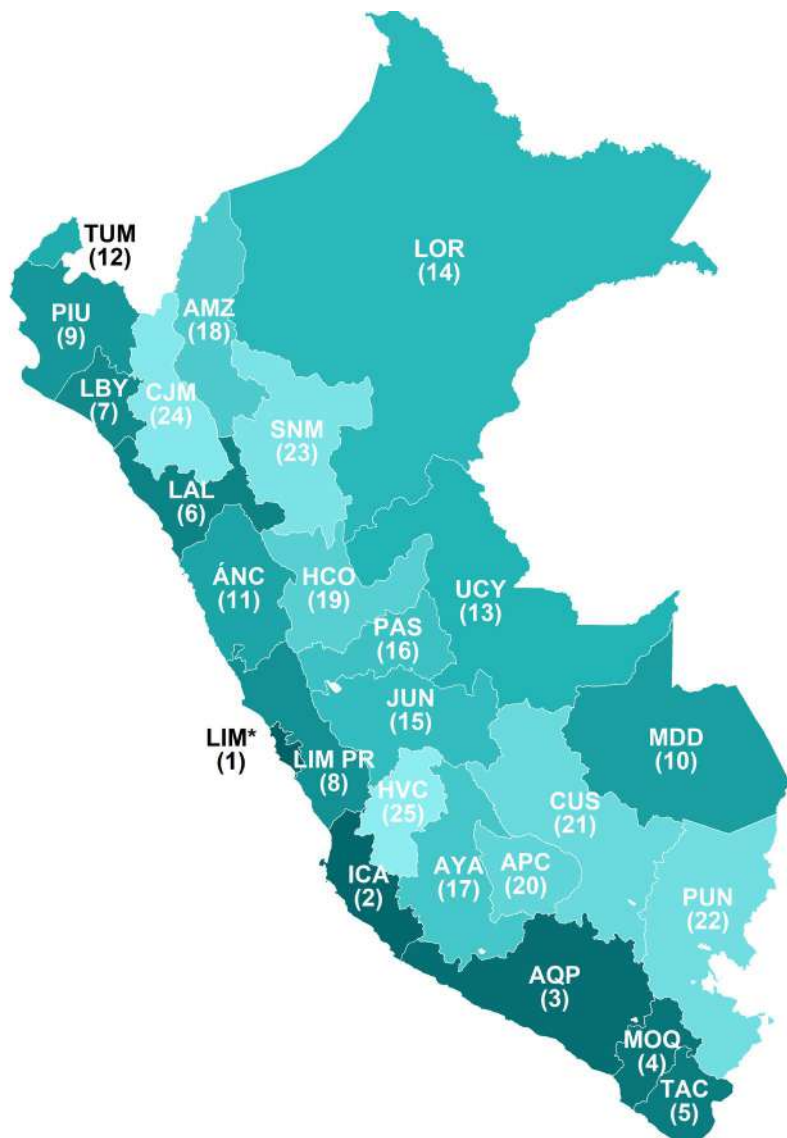 TUM
(12)
LOR
(14)
AMZ
(18)
PIU
(9)
LBY
(7)
CJM
(24)
SNM
(23)
LAL
(6)
ÁNC
(11)
HCO
(19)
UCY
(13)
PAS
(16)
JUN
(15)
LIM*
(1)
LIM PR
(8)
MDD
(10)
HVC
(25)
CUS
(21)
ICA
(2)
AYA
(17)
APC
(20)
PUN
(22)
AQP
(3)
MOQ
(4)
TAC
(5)